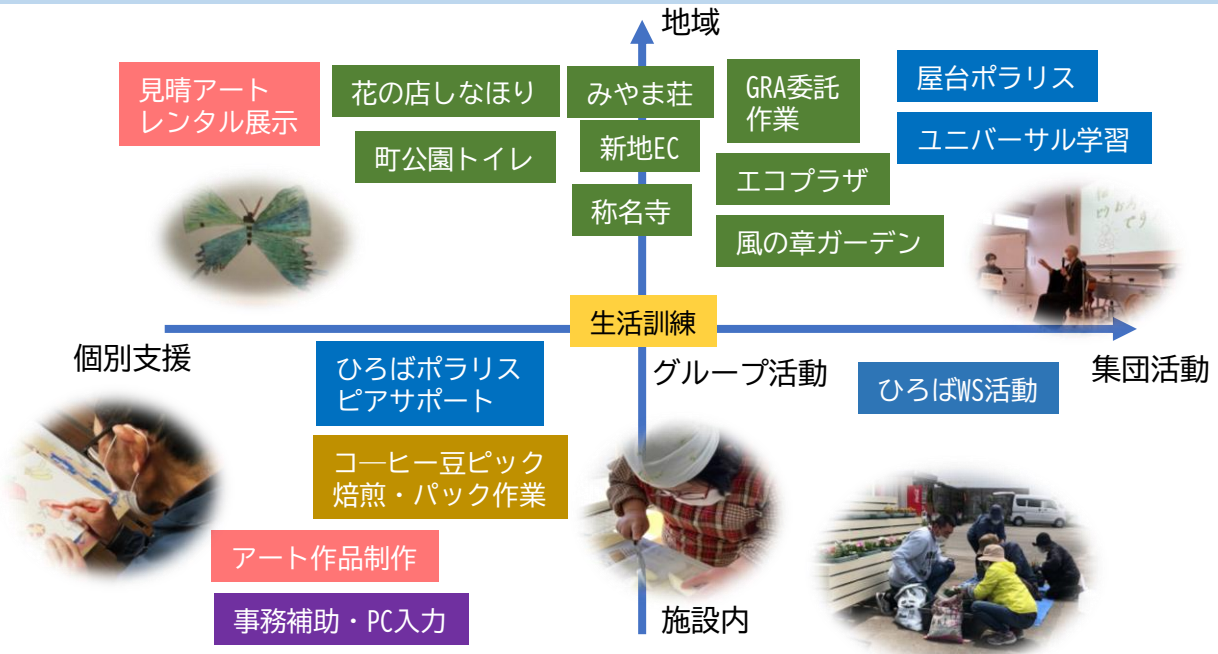 地域
見晴アート
レンタル展示
花の店しなほり
みやま荘
GRA委託
作業
屋台ポラリス
町公園トイレ
新地EC
ユニバーサル学習
エコプラザ
称名寺
風の章ガーデン
生活訓練
個別支援
グループ活動
集団活動
ひろばポラリス
ピアサポート
ひろばWS活動
コ―ヒー豆ピック
焙煎・パック作業
アート作品制作
事務補助・PC入力
施設内